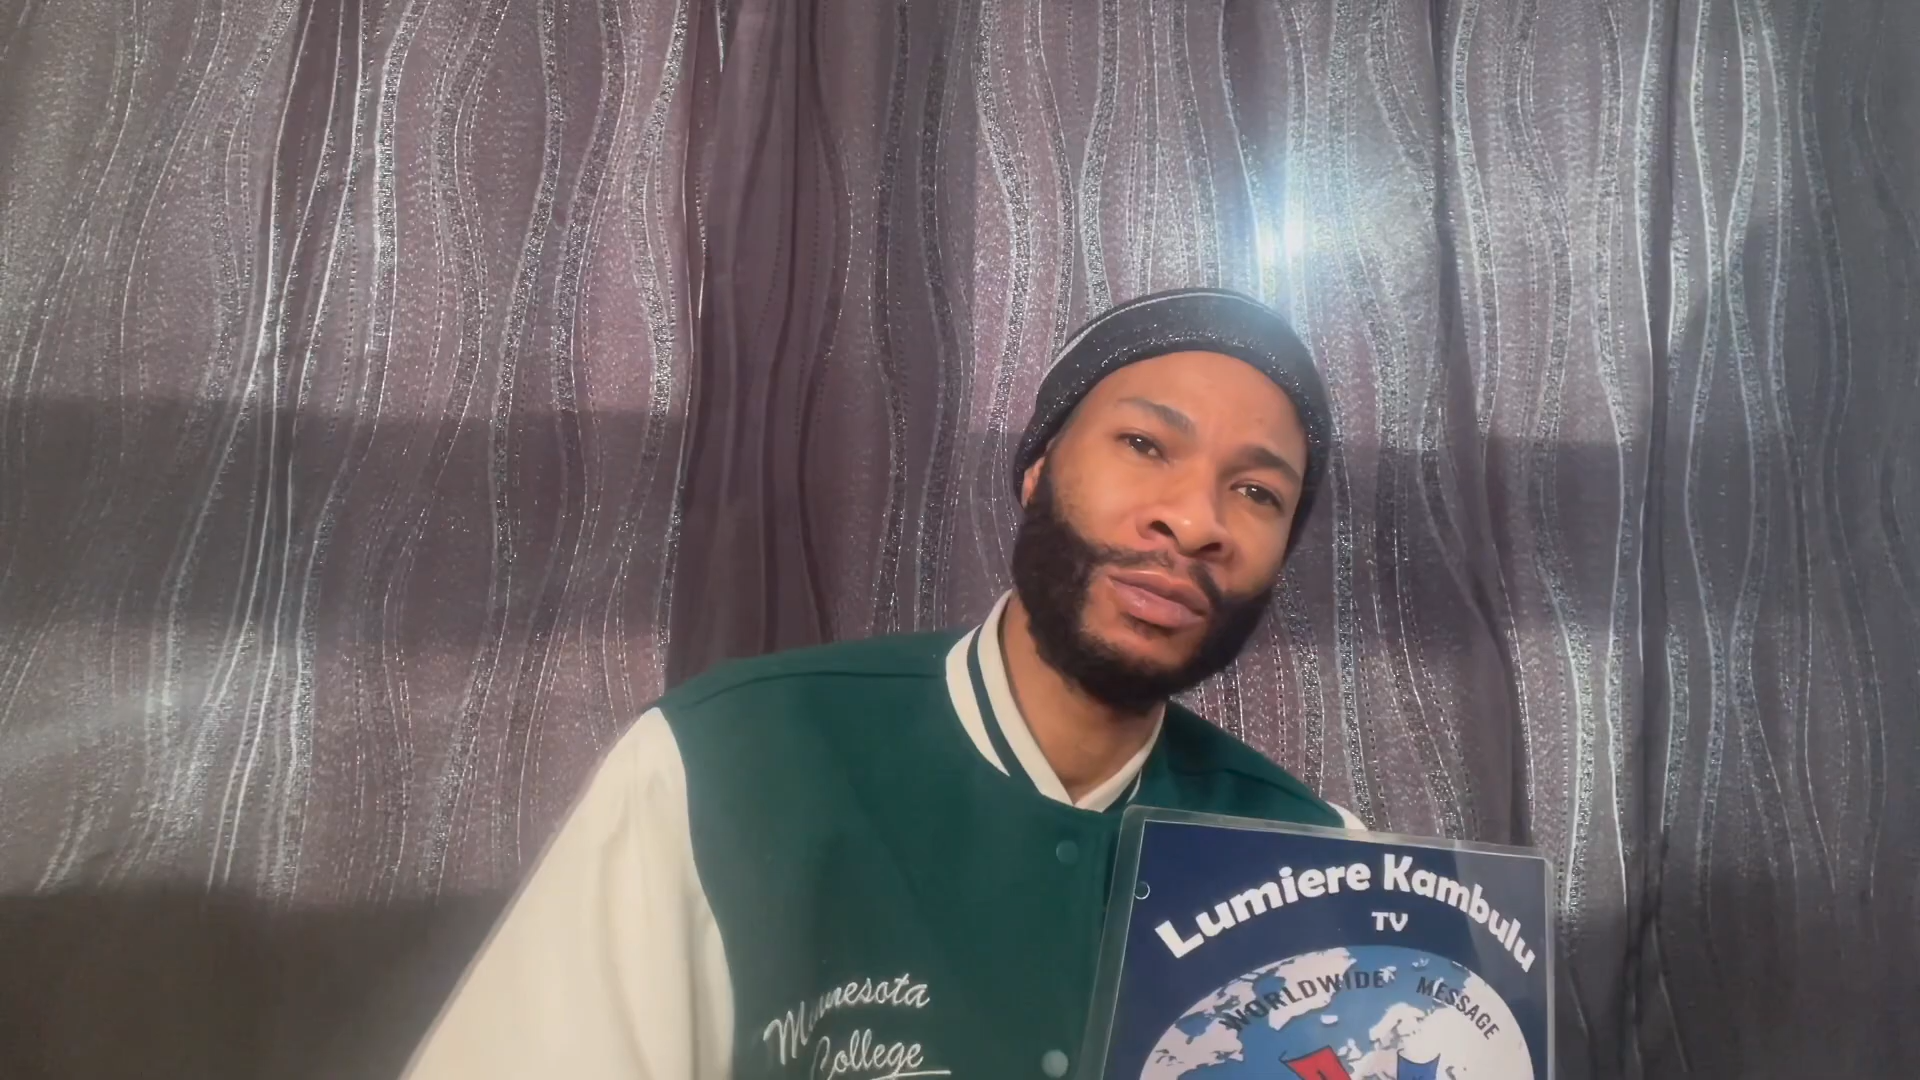 Lumiere Kambulu
TV
WORLDWIDE MESSAGE
Minnesota
College